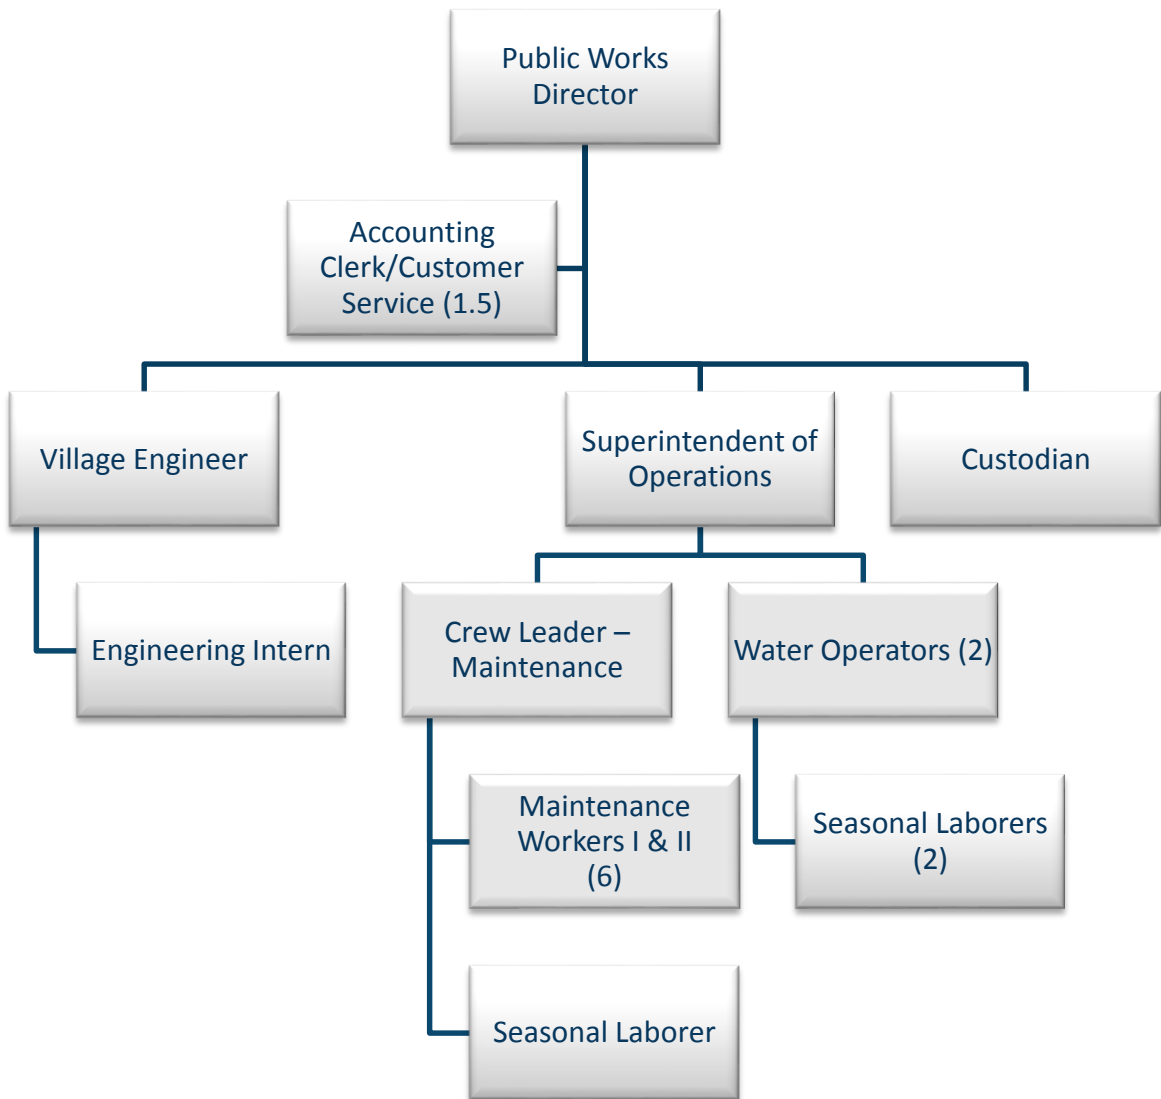 Public Works
Director
Accounting
Clerk/Customer
Service (1.5)
Village Engineer
Superintendent of
Operations
Custodian
Engineering Intern
Crew Leader –
Maintenance
Water Operators (2)
Maintenance
Workers I & II
(6)
Seasonal Laborers
(2)
Seasonal Laborer